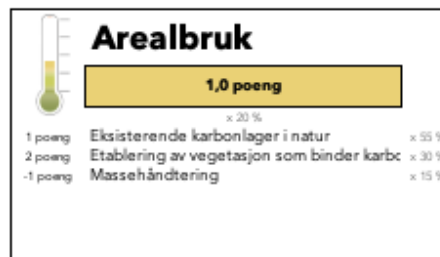 Arealbruk
1,0 poeng
x 20 %
1 poeng Eksisterende karbonlager i natur x 55 %
2 poeng Etablering av vegetasjon som binder karbo x 30 %
-1 poeng Massehåndtering x 15 %